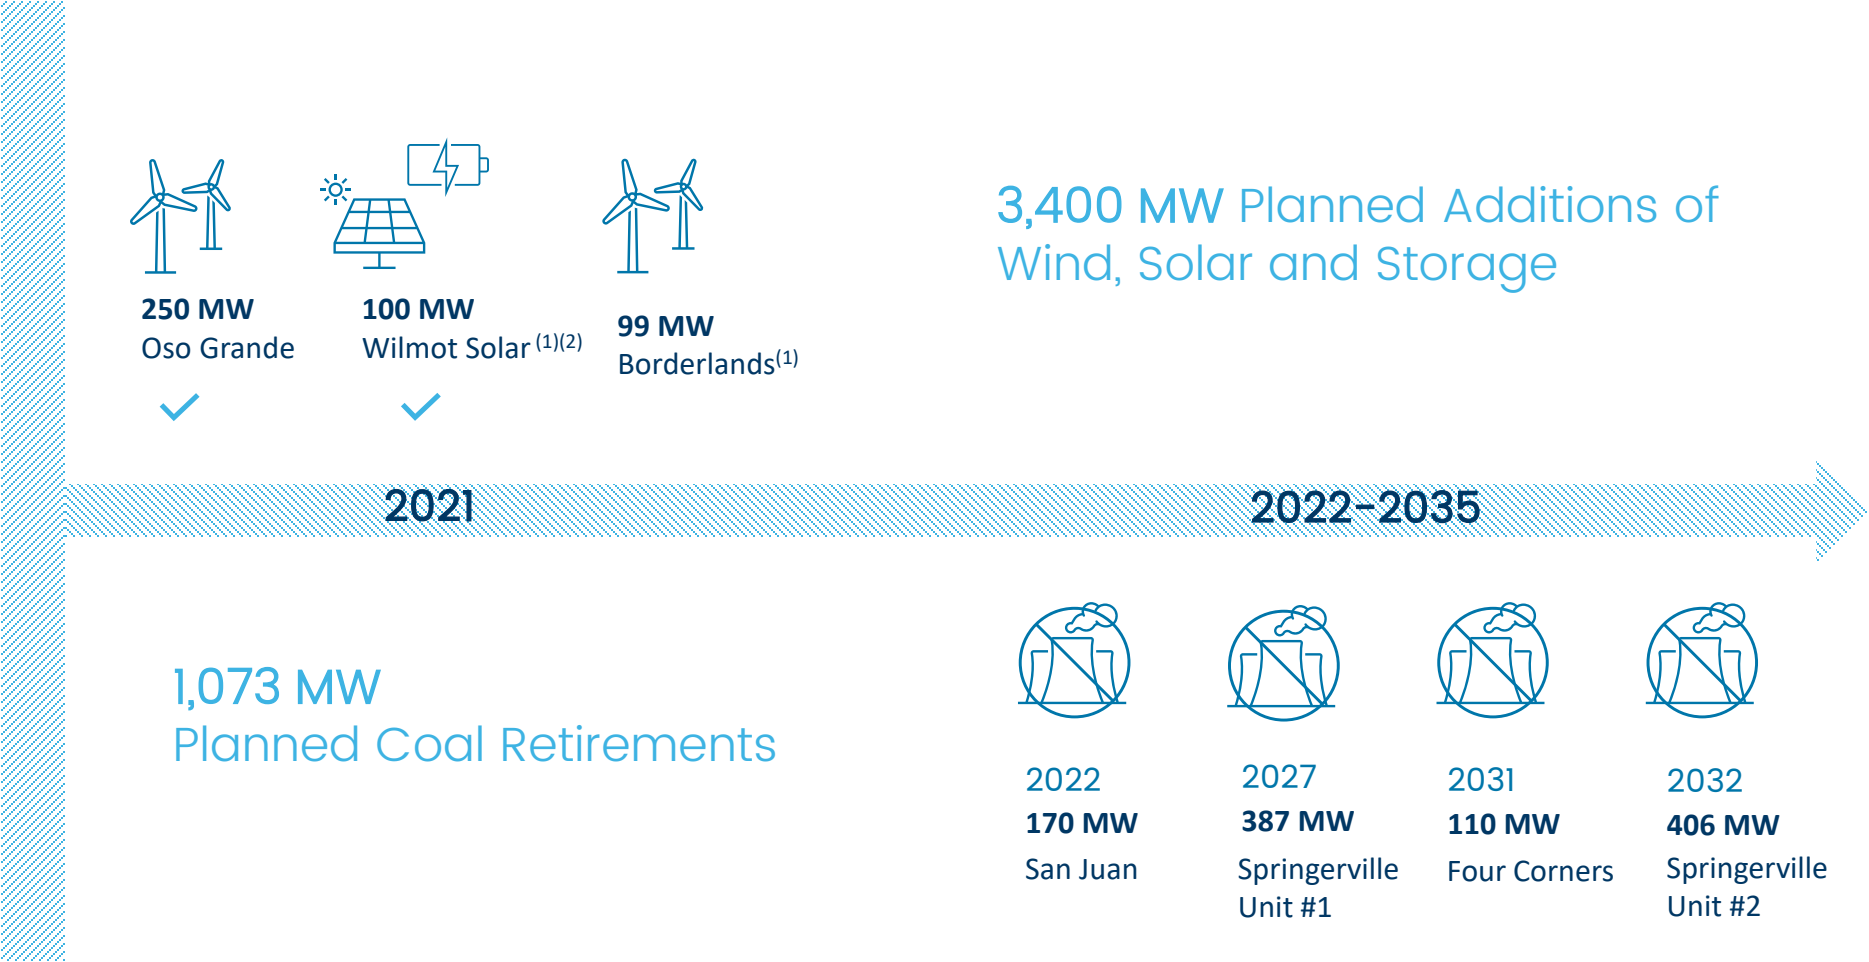 250 MW
Oso Grande
100 MW
Wilmot Solar (1)(2)
99 MW
Borderlands(1)
3,400 MW Planned Additions of
Wind, Solar and Storage
2021
2022-2035
1,073 MW
Planned Coal Retirements
2022
170 MW
San Juan
2027
387 MW
Springerville
Unit #1
2031
110 MW
Four Corners
2032
406 MW
Springerville
Unit #2